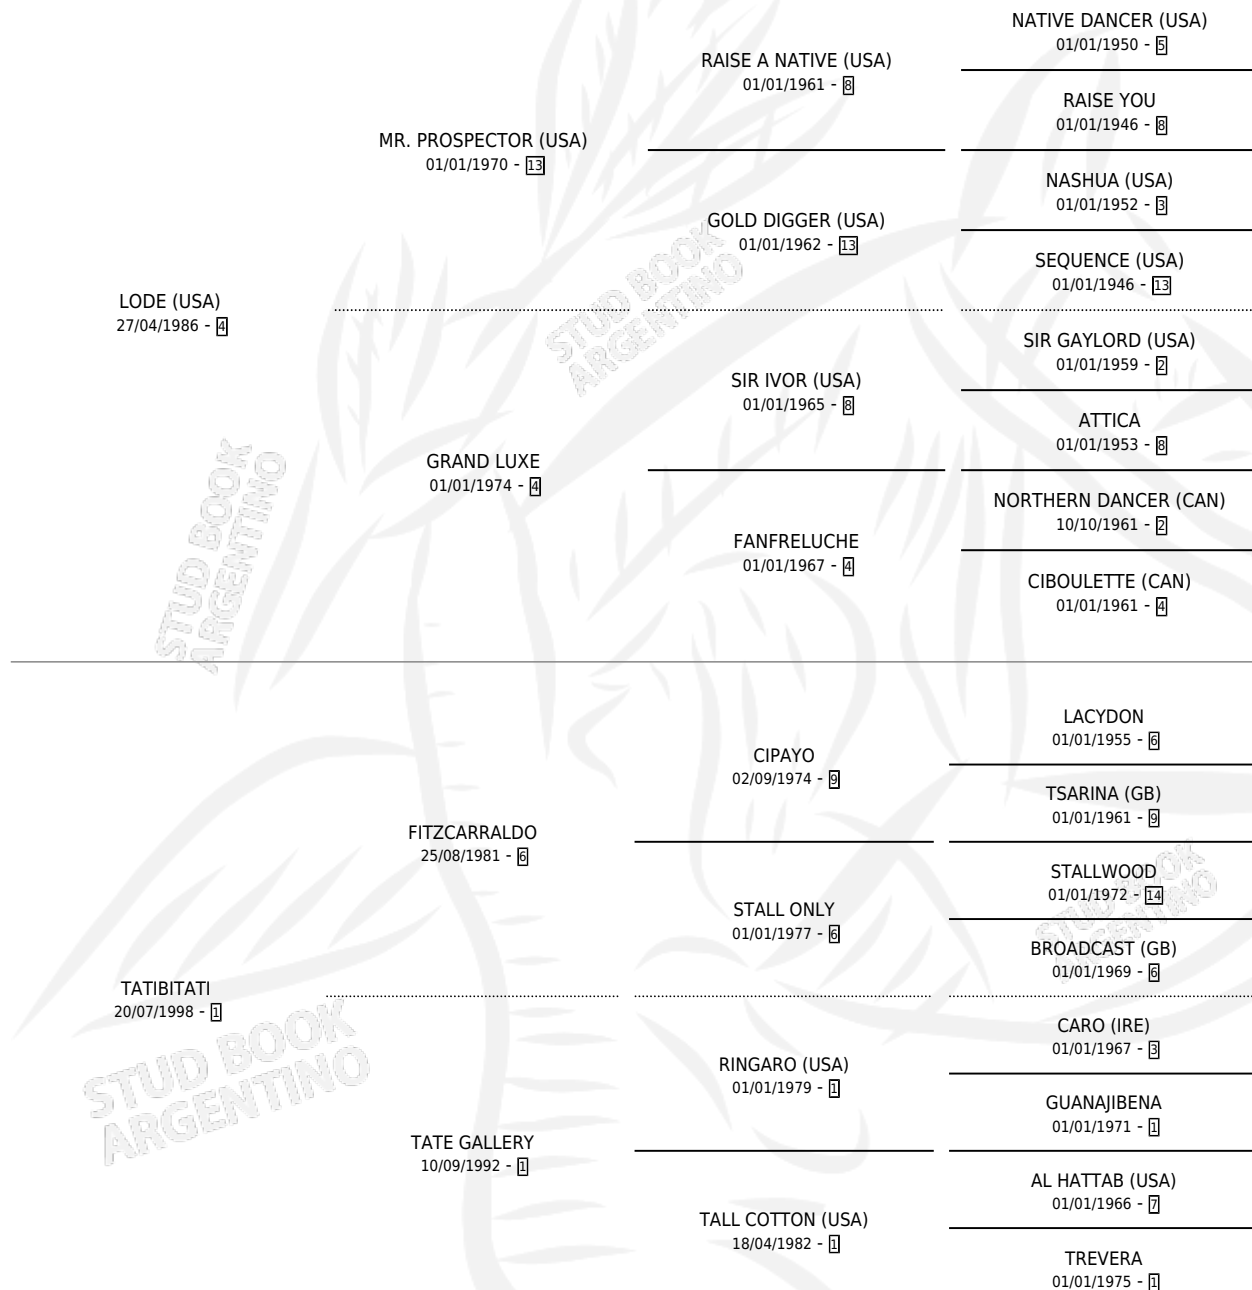 NATIVE DANCER (USA)
01/01/1950 - 5
RAISE A NATIVE (USA)
01/01/1961 - 8
RAISE YOU
01/01/1946 - 8
MR. PROSPECTOR (USA)
01/01/1970 - 13
NASHUA (USA)
01/01/1952 - 3
GOLD DIGGER (USA)
01/01/1962 - 13
SEQUENCE (USA)
01/01/1946 - 13
LODE (USA)
27/04/1986 - 4
SIR GAYLORD (USA)
01/01/1959 - 2
SIR IVOR (USA)
01/01/1965 - 8
ATTICA
01/01/1953 - 8
GRAND LUXE
01/01/1974 - 4
NORTHERN DANCER (CAN)
10/10/1961 - 2
FANFRELUCHE
01/01/1967 - 4
CIBOULETTE (CAN)
01/01/1961 - 4
LACYDON
01/01/1955 - 6
CIPAYO
02/09/1974 - 9
TSARINA (GB)
01/01/1961 - 9
FITZCARRALDO
25/08/1981 - 6
STALLWOOD
01/01/1972 - 14
STALL ONLY
01/01/1977 - 6
BROADCAST (GB)
01/01/1969 - 6
TATIBITATI
20/07/1998 - 1
CARO (IRE)
01/01/1967 - 3
RINGARO (USA)
01/01/1979 - 1
GUANAJIBENA
01/01/1971 - 1
TATE GALLERY
10/09/1992 - 1
AL HATTAB (USA)
01/01/1966 - 7
TALL COTTON (USA)
18/04/1982 - 1
TREVERA
01/01/1975 - 1
STUD BOOK
ARGENTINO
STUD BOOK
ARGENTINO
STUD BOOK
ARGENTINO
STUD BOOK
ARGENTINO